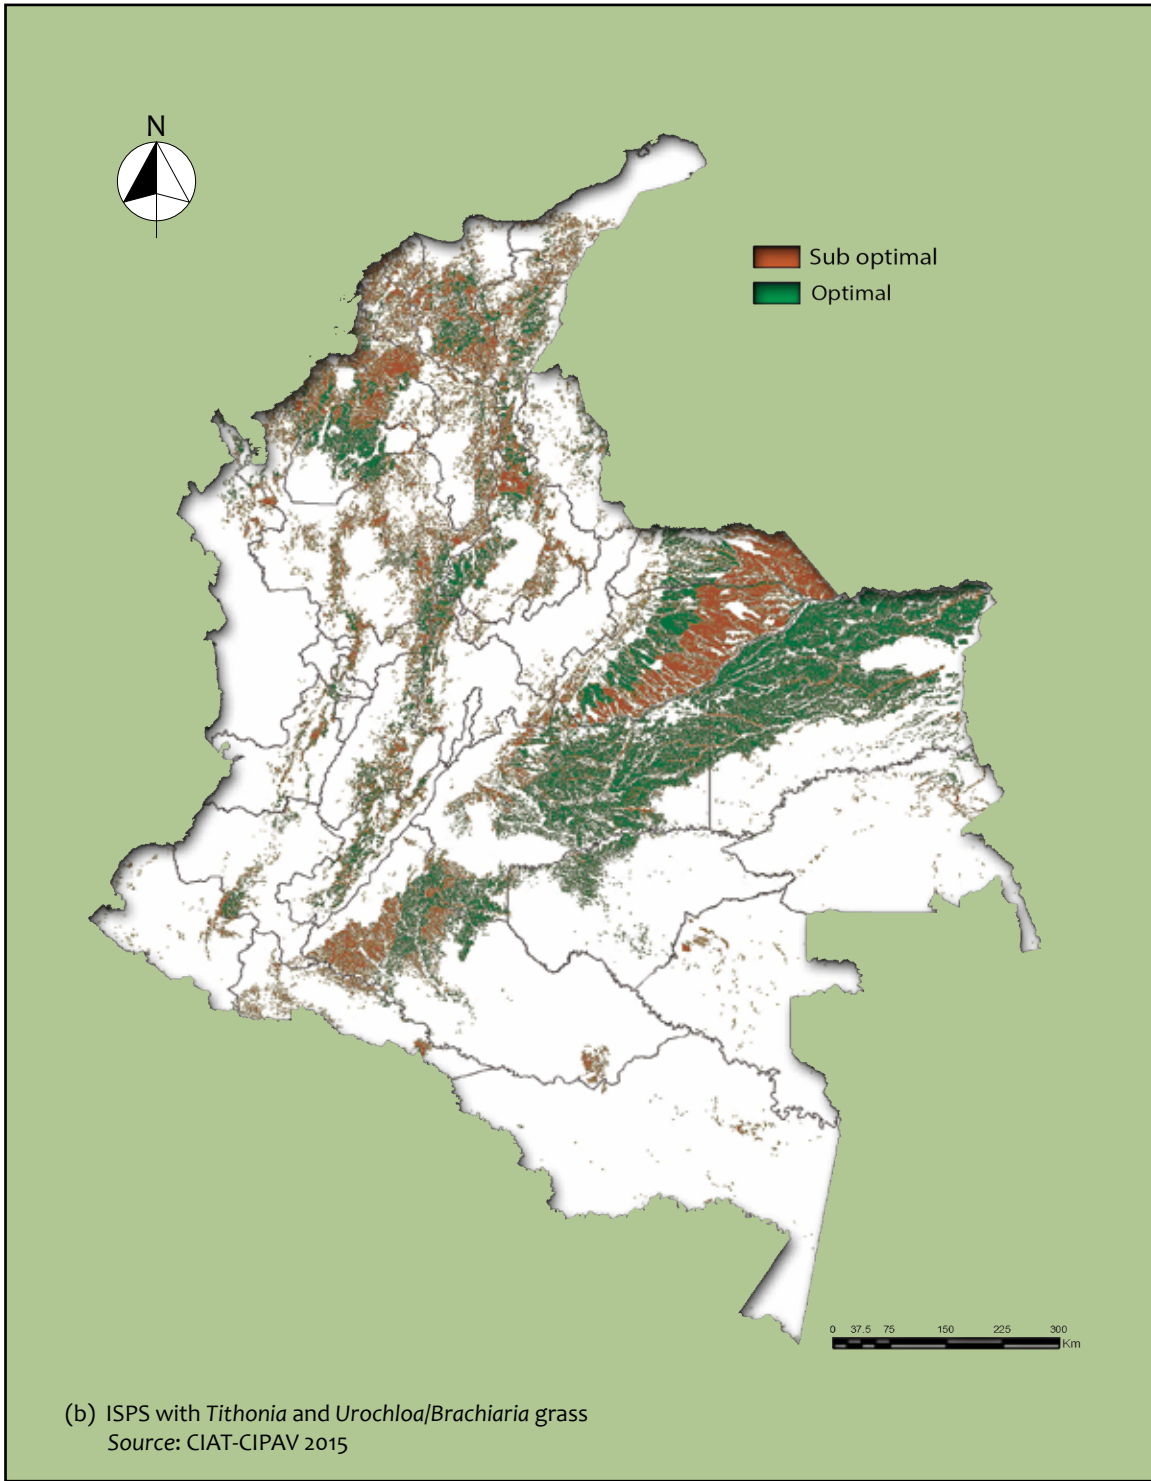 N
Sub optimal
Optimal
0 37.5 75 150 225 300
Km
(b) ISPS with Tithonia and Urochloa/Brachiaria grass
Source: CIAT-CIPAV 2015